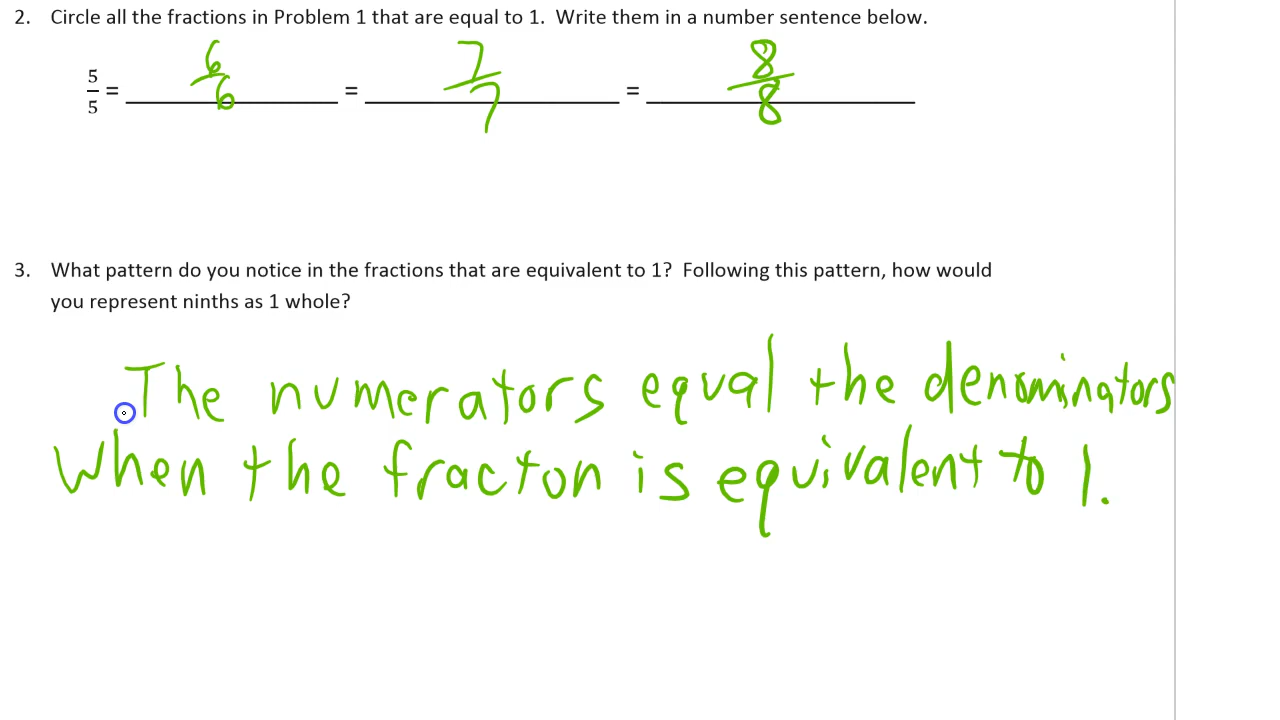 2. Circle all the fractions in Problem 1 that are equal to 1. Write them in a number sentence below.
5/5 = 6/6 = 7/7 = 8/8
3. What pattern do you notice in the fractions that are equivalent to 1? Following this pattern, how would
you represent ninths as 1 whole?
The numerators equal the denominators
when the fracton is equivalent to 1.